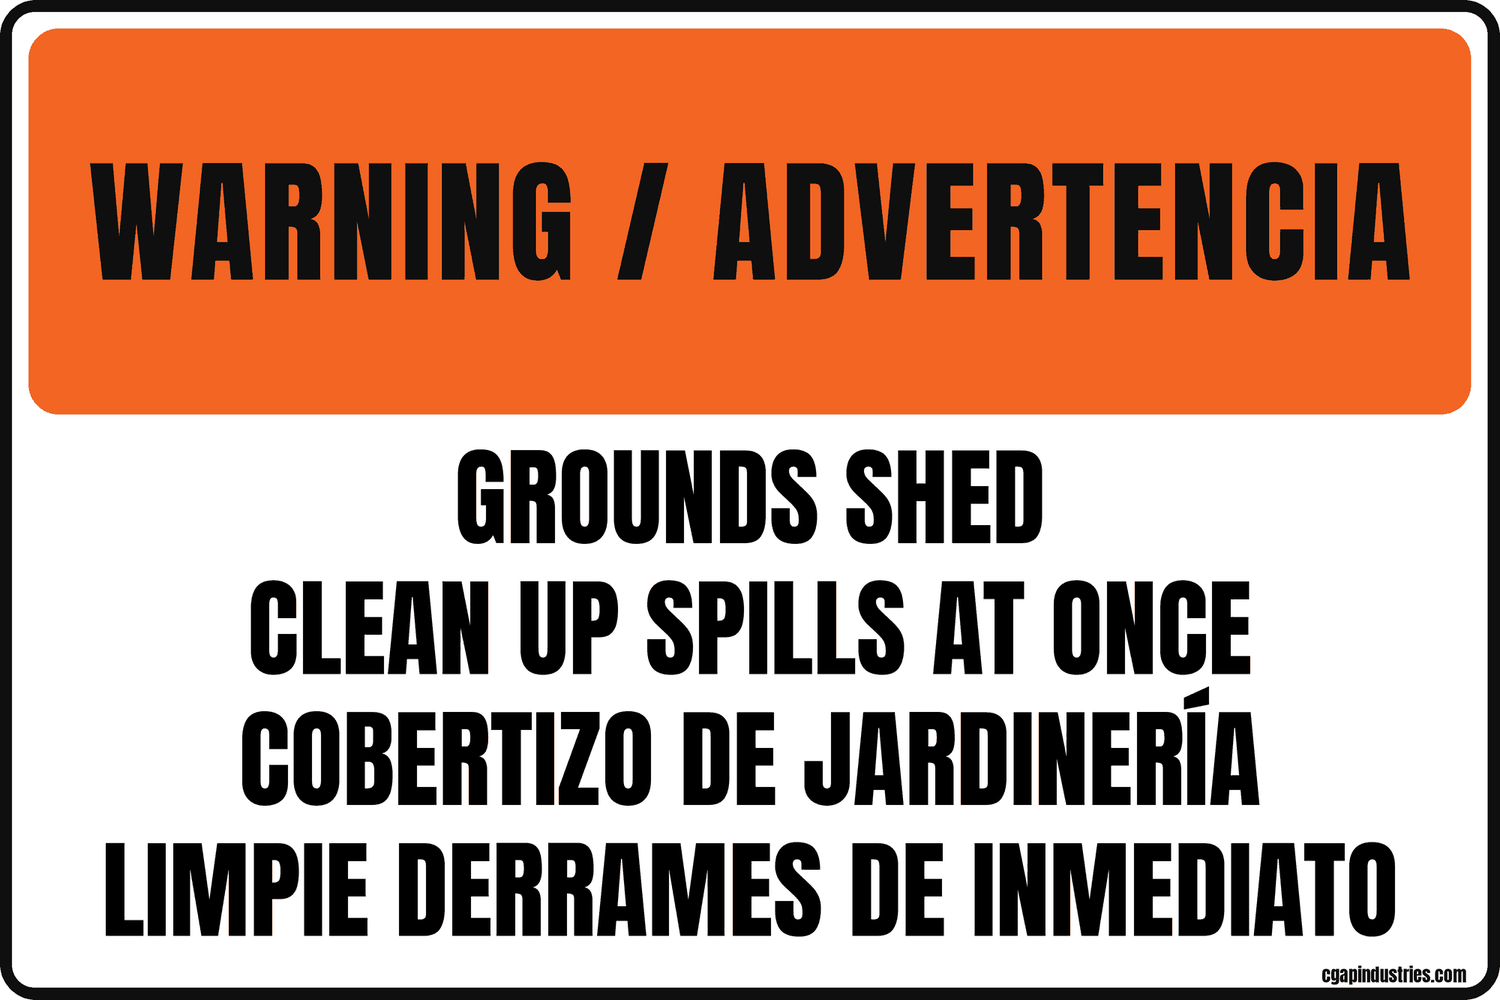 WARNING / ADVERTENCIA
GROUNDS SHED
CLEAN UP SPILLS AT ONCE
COBERTIZO DE JARDINERÍA
LIMPIE DERRAMES DE INMEDIATO
cgapindustries.com